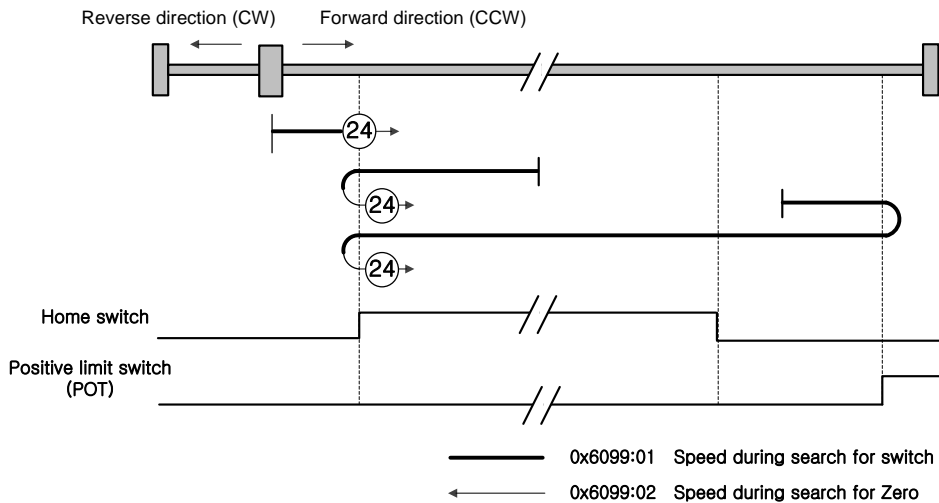 Reverse direction (CW) Forward direction (CCW)
24
24
24
Home switch
Positive limit switch
(POT)
0x6099:01 Speed during search for switch
0x6099:02 Speed during search for Zero